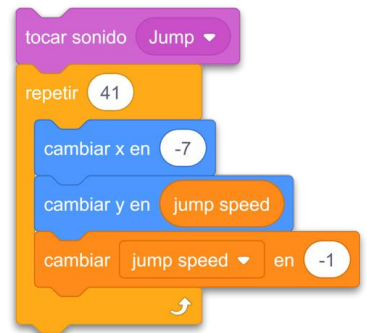 tocar sonido Jump
repetir 41
cambiar x en -7
cambiar y en jump speed
cambiar jump speed en -1